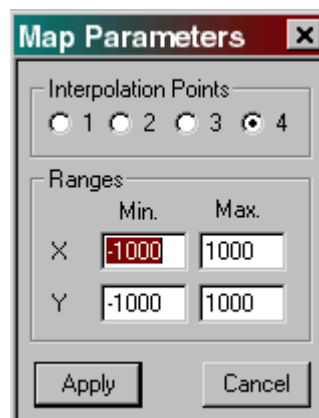 Map Parameters
Interpolation Points
1 2 3 4
Ranges
Min. Max.
X -1000 1000
Y -1000 1000
Apply Cancel